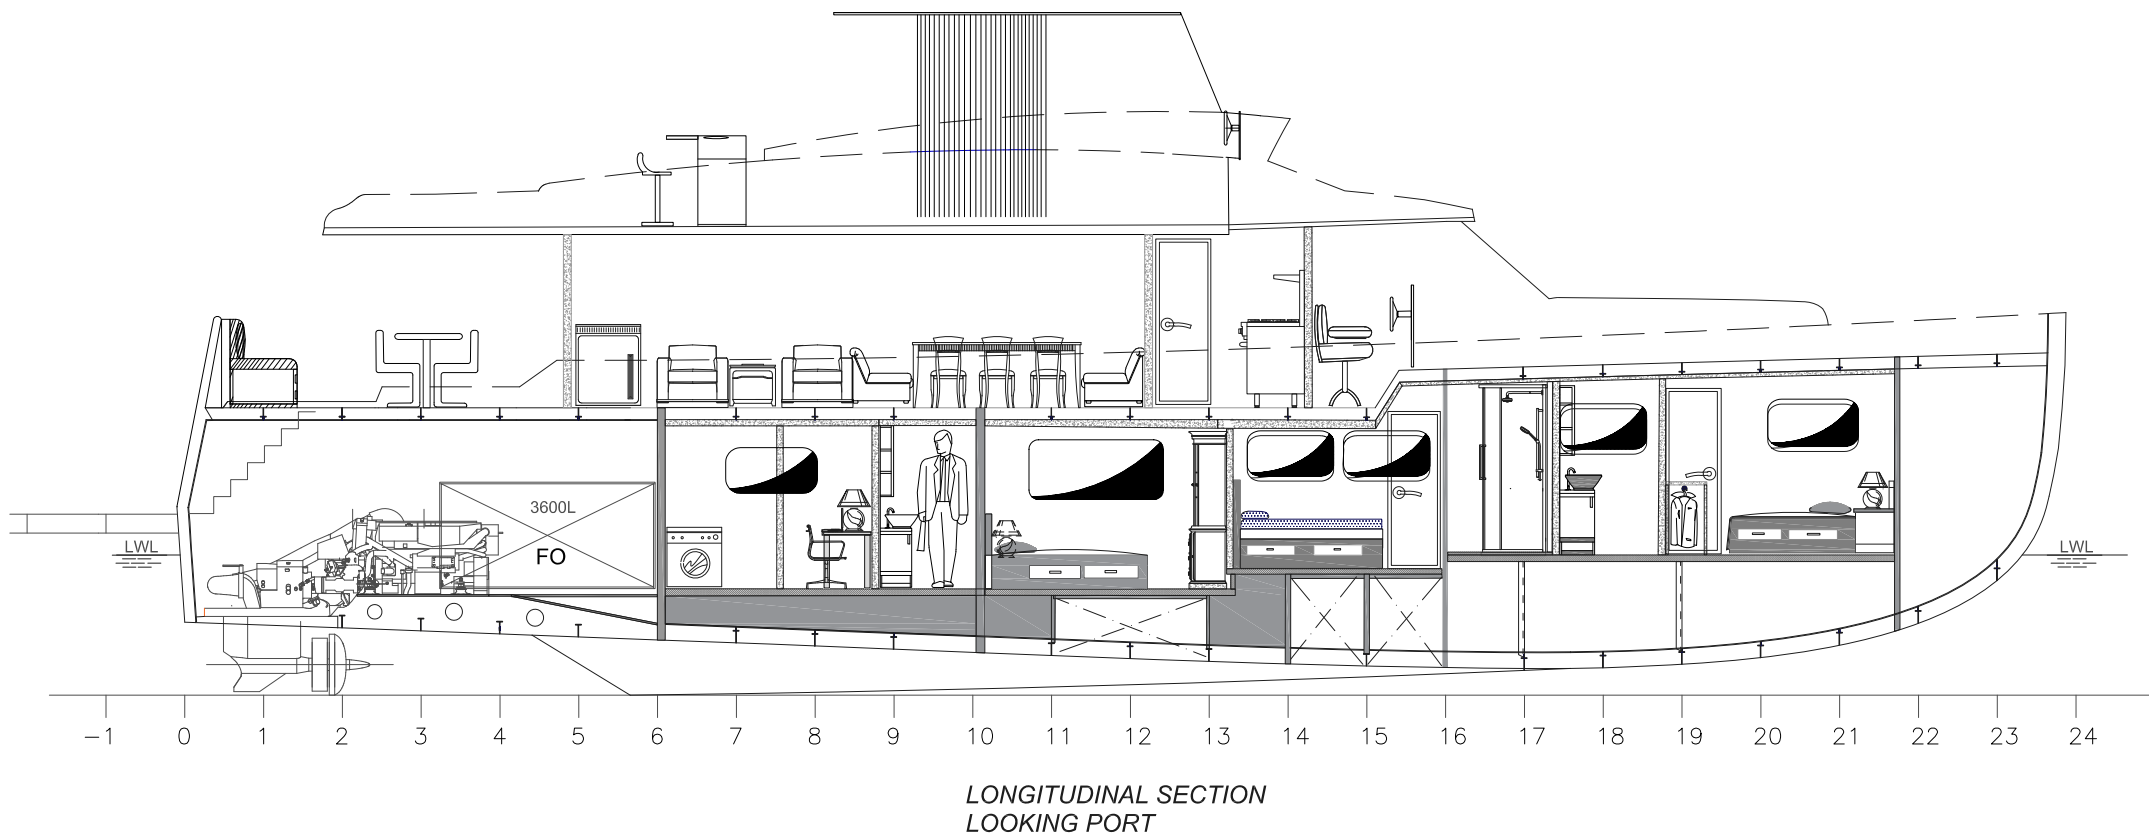 3600L
FO
LWL
LWL
-1 0 1 2 3 4 5 6 7 8 9 10 11 12 13 14 15 16 17 18 19 20 21 22 23 24
LONGITUDINAL SECTION
LOOKING PORT